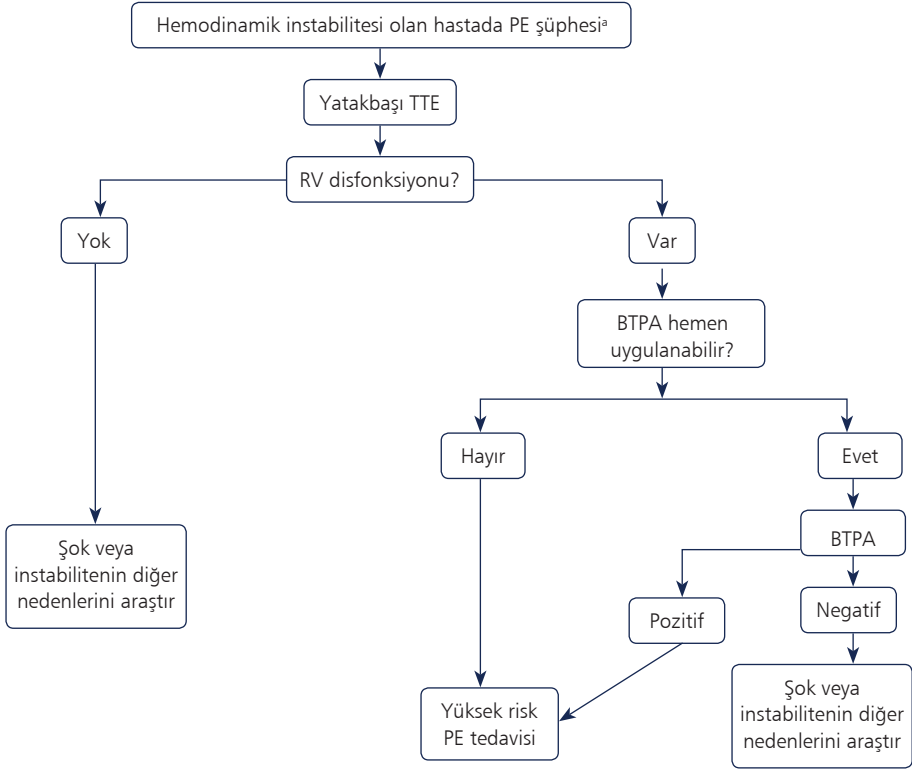 Hemodinamik instabilitesi olan hastada PE şüphesiᵃ
Yatakbaşı TTE
RV disfonksiyonu?
Yok
Var
BTPA hemen
uygulanabilir?
Hayır
Evet
BTPA
Şok veya
instabilitenin diğer
nedenlerini araştır
Pozitif
Negatif
Yüksek risk
PE tedavisi
Şok veya
instabilitenin diğer
nedenlerini araştır